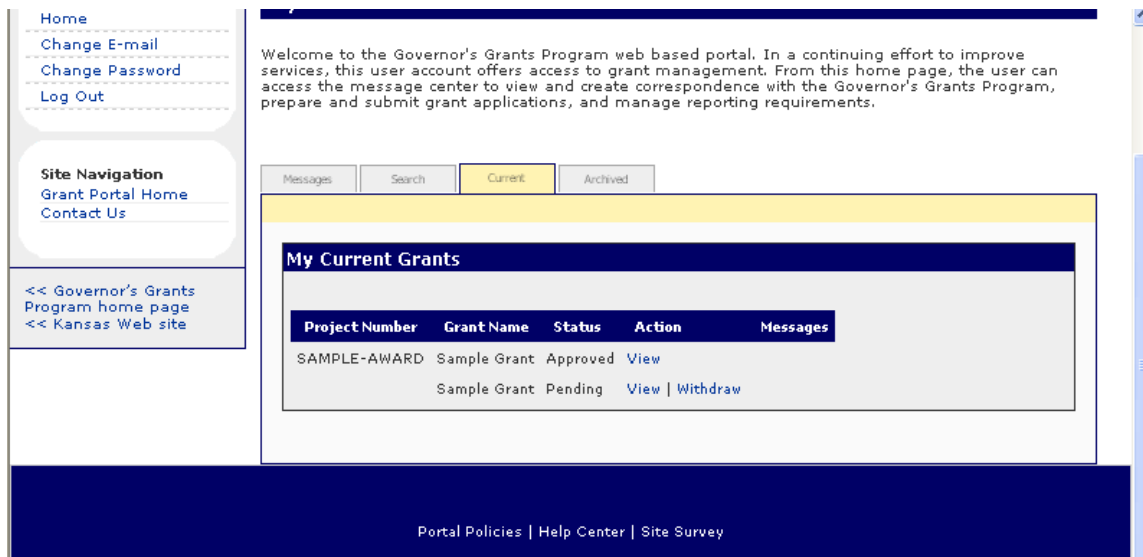 Home
Change E-mail
Change Password
Log Out
Site Navigation
Grant Portal Home
Contact Us
<< Governor's Grants
Program home page
<< Kansas Web site
Welcome to the Governor's Grants Program web based portal. In a continuing effort to improve
services, this user account offers access to grant management. From this home page, the user can
access the message center to view and create correspondence with the Governor's Grants Program,
prepare and submit grant applications, and manage reporting requirements.
Messages Search Current Archived
My Current Grants
Project Number Grant Name Status Action Messages
SAMPLE-AWARD Sample Grant Approved View
Sample Grant Pending View | Withdraw
Portal Policies | Help Center | Site Survey